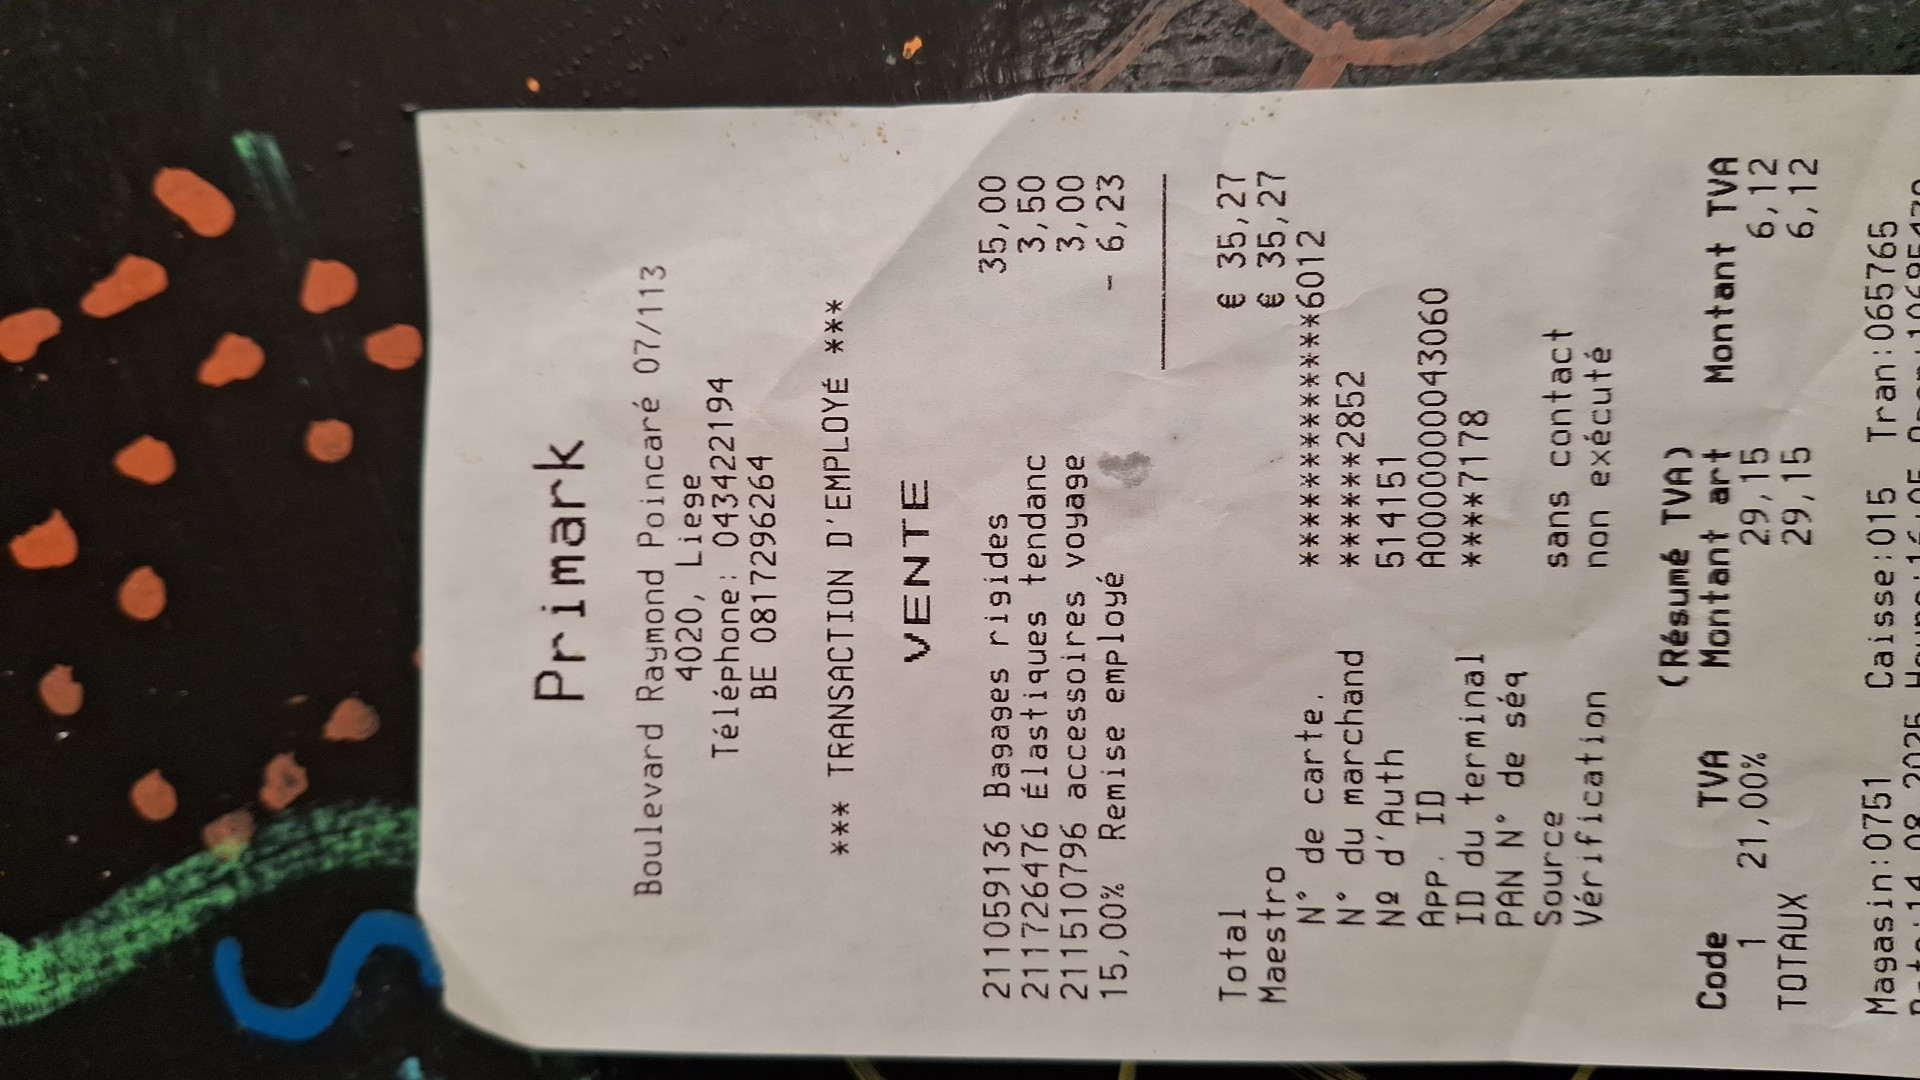 Primark
Boulevard Raymond Poincaré 07/113
4020, Liege
Téléphone: 043422194
BE 0817296264
*** TRANSACTION D'EMPLOYÉ ***
VENTE
211059136 Bagages rigides 35,00
211726476 Élastiques tendanc 3,50
211510796 accessoires voyage 3,00
15,00% Remise employé - 6,23
Total € 35,27
Maestro € 35,27
N° de carte. ***************6012
N° du marchand ******2852
Nº d'Auth 514151
App. ID A0000000043060
ID du terminal ****7178
PAN N° de séq
Source sans contact
Vérification non exécuté
(Résumé TVA)
Code TVA Montant art Montant TVA
1 21,00% 29,15 6,12
TOTAUX 29,15 6,12
Magasin:0751 Caisse:015 Tran:065765